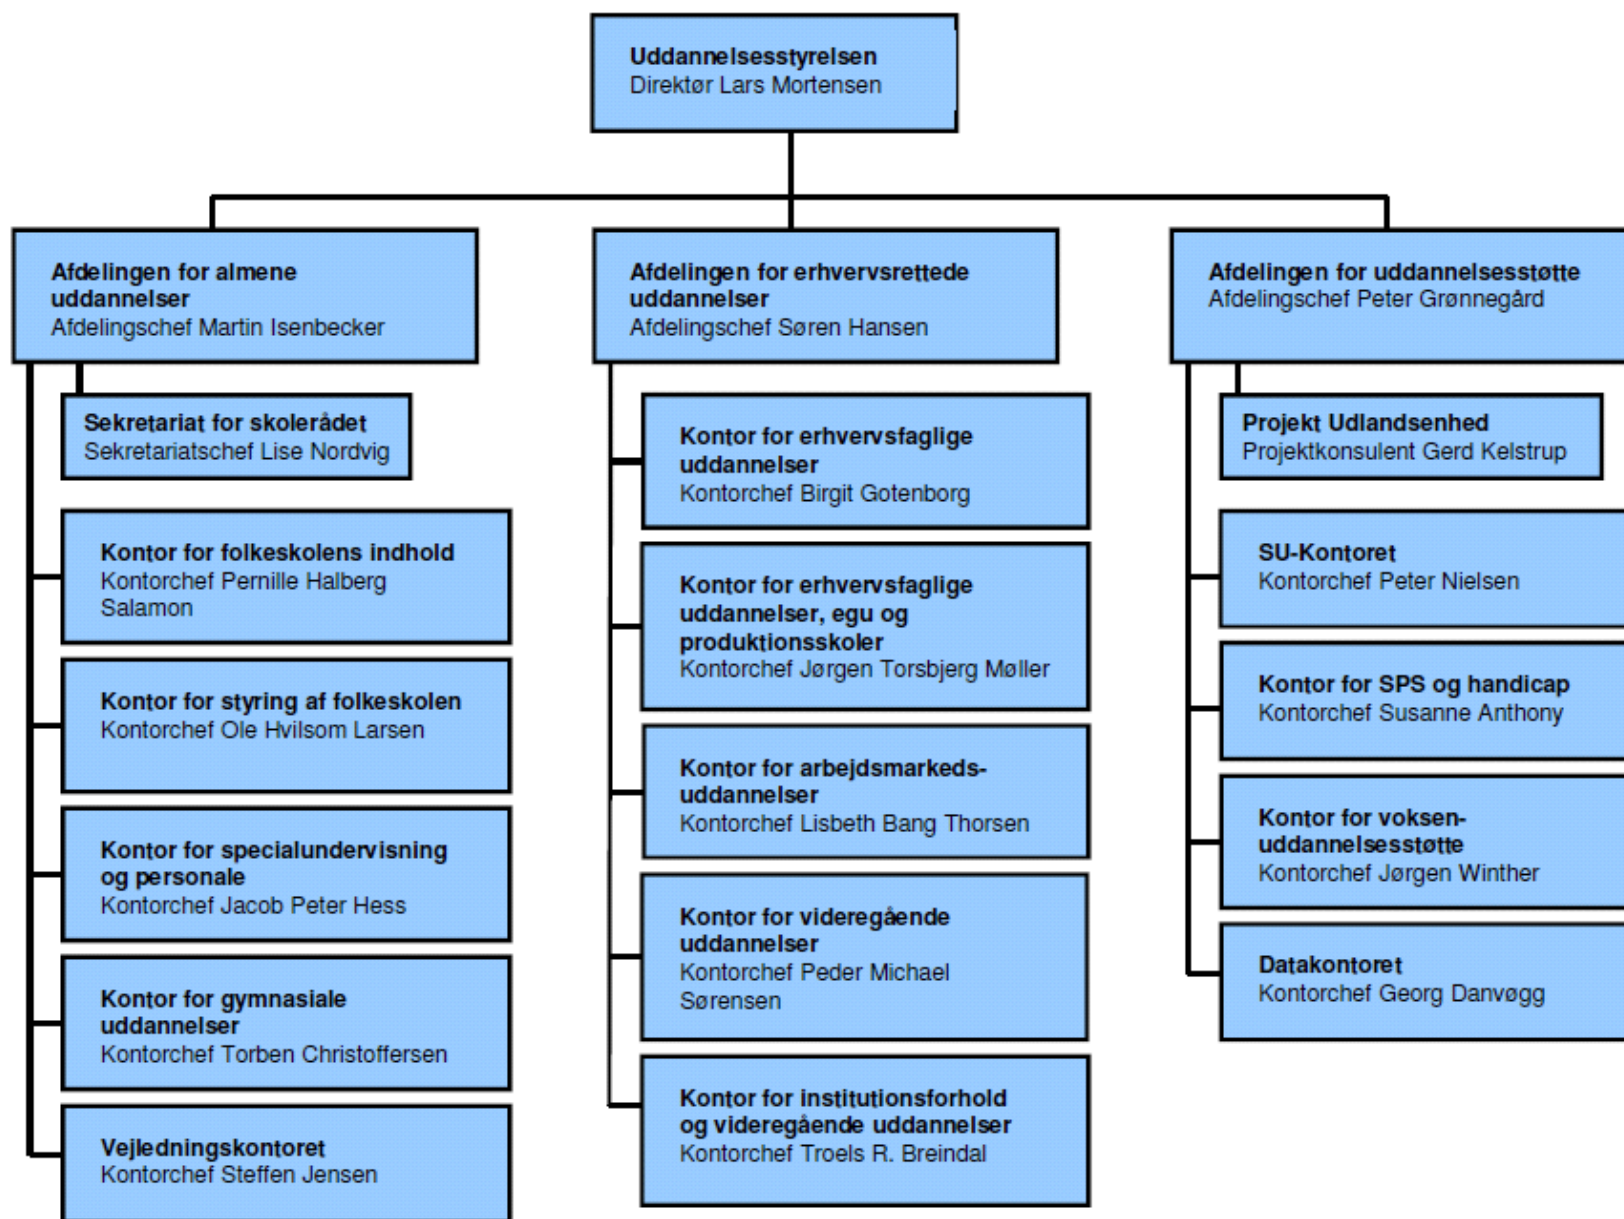 Uddannelsesstyrelsen
Direktør Lars Mortensen
Afdelingen for almene
uddannelser
Afdelingschef Martin Isenbecker
Sekretariat for skolerådet
Sekretariatschef Lise Nordvig
Kontor for folkeskolens indhold
Kontorchef Pernille Halberg
Salamon
Kontor for styring af folkeskolen
Kontorchef Ole Hvilsom Larsen
Kontor for specialundervisning
og personale
Kontorchef Jacob Peter Hess
Kontor for gymnasiale
uddannelser
Kontorchef Torben Christoffersen
Vejledningskontoret
Kontorchef Steffen Jensen
Afdelingen for erhvervsrettede
uddannelser
Afdelingschef Søren Hansen
Kontor for erhvervsfaglige
uddannelser
Kontorchef Birgit Gotenborg
Kontor for erhvervsfaglige
uddannelser, egu og
produktionsskoler
Kontorchef Jørgen Torsbjerg Møller
Kontor for arbejdsmarkeds-
uddannelser
Kontorchef Lisbeth Bang Thorsen
Kontor for videregående
uddannelser
Kontorchef Peder Michael
Sørensen
Kontor for institutionsforhold
og videregående uddannelser
Kontorchef Troels R. Breindal
Afdelingen for uddannelsesstøtte
Afdelingschef Peter Grønnegård
Projekt Udlandsenhed
Projektkonsulent Gerd Kelstrup
SU-Kontoret
Kontorchef Peter Nielsen
Kontor for SPS og handicap
Kontorchef Susanne Anthony
Kontor for voksen-
uddannelsesstøtte
Kontorchef Jørgen Winther
Datakontoret
Kontorchef Georg Danvøgg